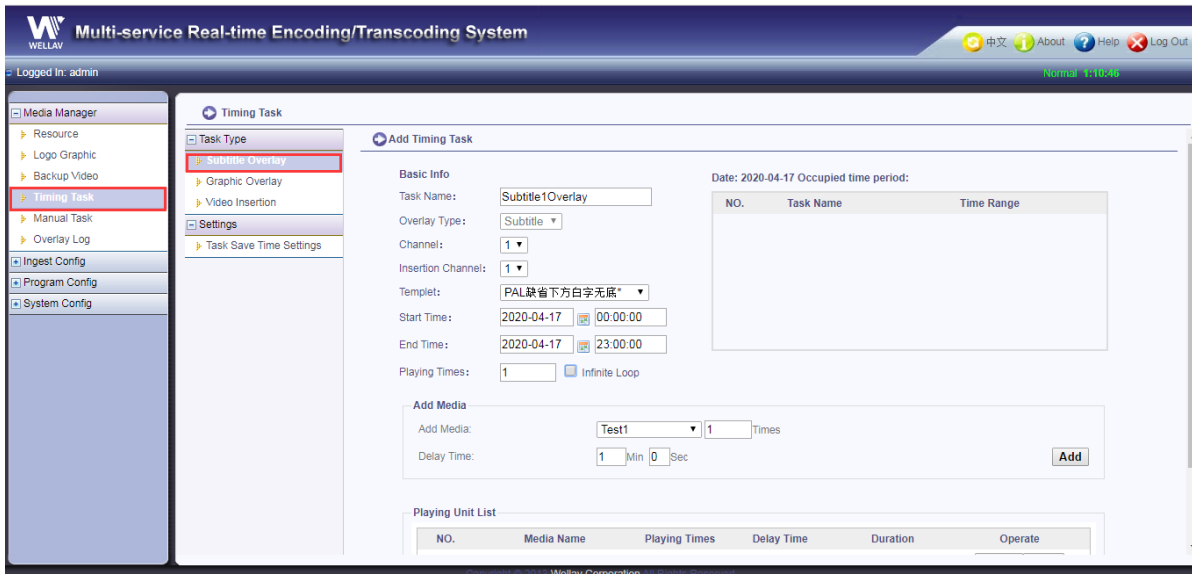 WELLAV
Multi-service Real-time Encoding/Transcoding System
中文 About Help Log Out
Logged In: admin
Normal 1:10:46
Media Manager
Resource
Logo Graphic
Backup Video
Timing Task
Manual Task
Overlay Log
Ingest Config
Program Config
System Config
Timing Task
Task Type
Subtitle Overlay
Graphic Overlay
Video Insertion
Settings
Task Save Time Settings
Add Timing Task
Basic Info
Task Name: Subtitle1Overlay
Overlay Type: Subtitle
Channel: 1
Insertion Channel: 1
Templet: PAL缺省下方白字无底*
Start Time: 2020-04-17 00:00:00
End Time: 2020-04-17 23:00:00
Playing Times: 1 Infinite Loop
Date: 2020-04-17 Occupied time period:
NO. Task Name Time Range
Add Media
Add Media: Test1 1 Times
Delay Time: 1 Min 0 Sec
Add
Playing Unit List
NO. Media Name Playing Times Delay Time Duration Operate
Copyright © 2012 Wellav Corporation All Rights Reserved